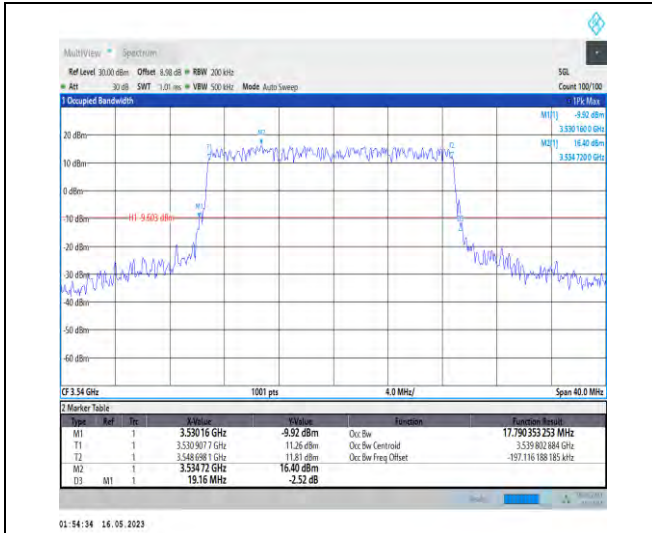 MultiView Spectrum
Ref Level 30.00 dBm Offset 8.98 dB RBW 200 kHz SGL
Att 30 dB SWT 1.01 ms VBW 500 kHz Mode Auto Sweep Count 100/100
1 Occupied Bandwidth 1Pk Max
M1[1] -9.92 dBm
3.530 160 0 GHz
M2[1] 16.40 dBm
3.534 720 0 GHz
20 dBm
M2
T1 T2
10 dBm
0 dBm
M1
-10 dBm H1 -9.603 dBm
-20 dBm
-30 dBm
-40 dBm
-50 dBm
-60 dBm
CF 3.54 GHz 1001 pts 4.0 MHz/ Span 40.0 MHz
2 Marker Table
Type Ref Trc X-Value Y-Value Function Function Result
M1 1 3.53016 GHz -9.92 dBm Occ Bw 17.790 353 253 MHz
T1 1 3.530 907 7 GHz 11.26 dBm Occ Bw Centroid 3.539 802 884 GHz
T2 1 3.548 698 1 GHz 11.81 dBm Occ Bw Freq Offset -197.116 188 185 kHz
M2 1 3.534 72 GHz 16.40 dBm
D3 M1 1 19.16 MHz -2.52 dB
01:54:34 16.05.2023